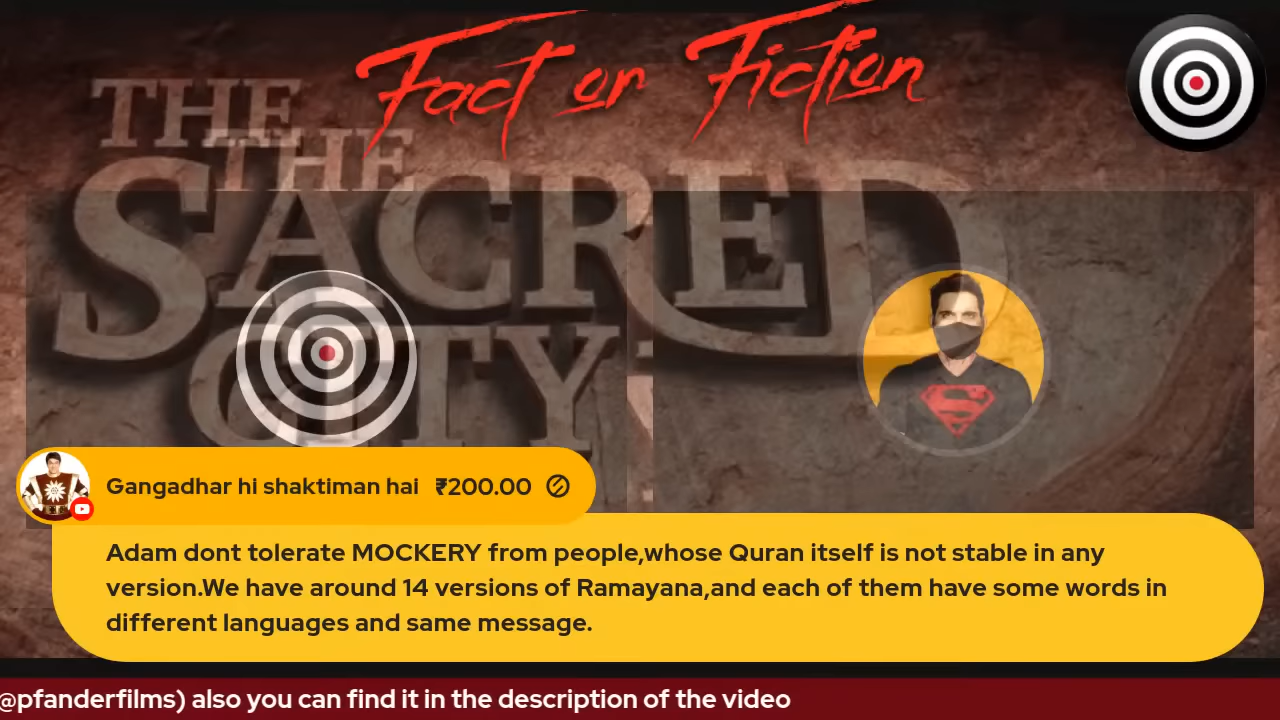 Fact or Fiction
THE
THE
SACRED
CITY
Gangadhar hi shaktiman hai ₹200.00
Adam dont tolerate MOCKERY from people,whose Quran itself is not stable in any
version.We have around 14 versions of Ramayana,and each of them have some words in
different languages and same message.
@pfanderfilms) also you can find it in the description of the video